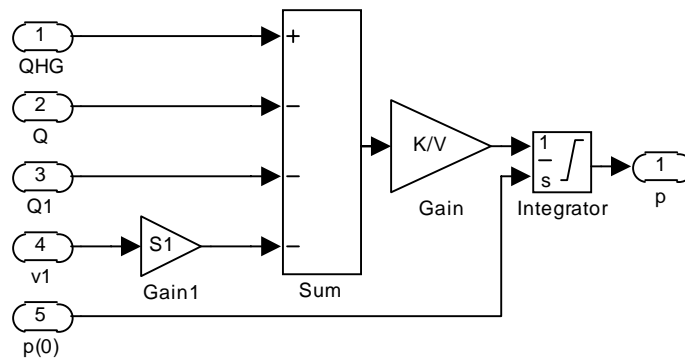 1
QHG
+
2
Q
−
3
Q1
−
4
v1
S1
Gain1
−
Sum
K/V
Gain
1
s
Integrator
1
p
5
p(0)